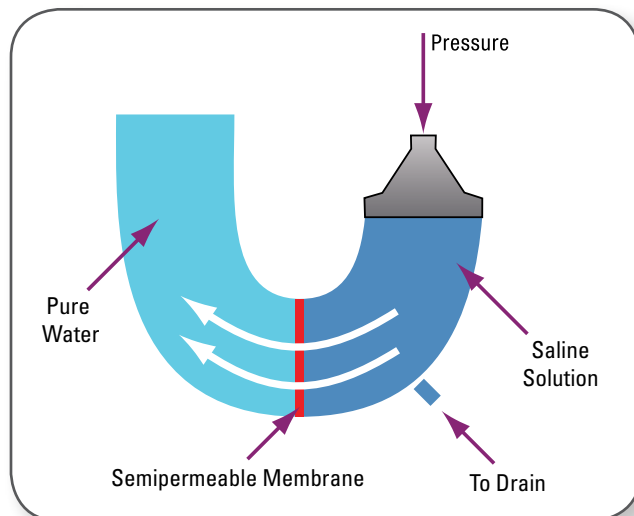 Pressure
Pure
Water
Saline
Solution
Semipermeable Membrane
To Drain